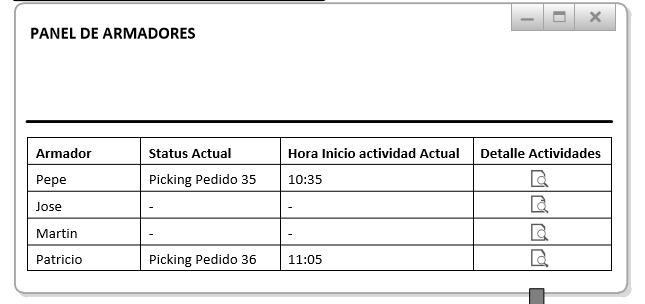 PANEL DE ARMADORES
Armador Status Actual Hora Inicio actividad Actual Detalle Actividades
Pepe Picking Pedido 35 10:35
Jose - -
Martin - -
Patricio Picking Pedido 36 11:05